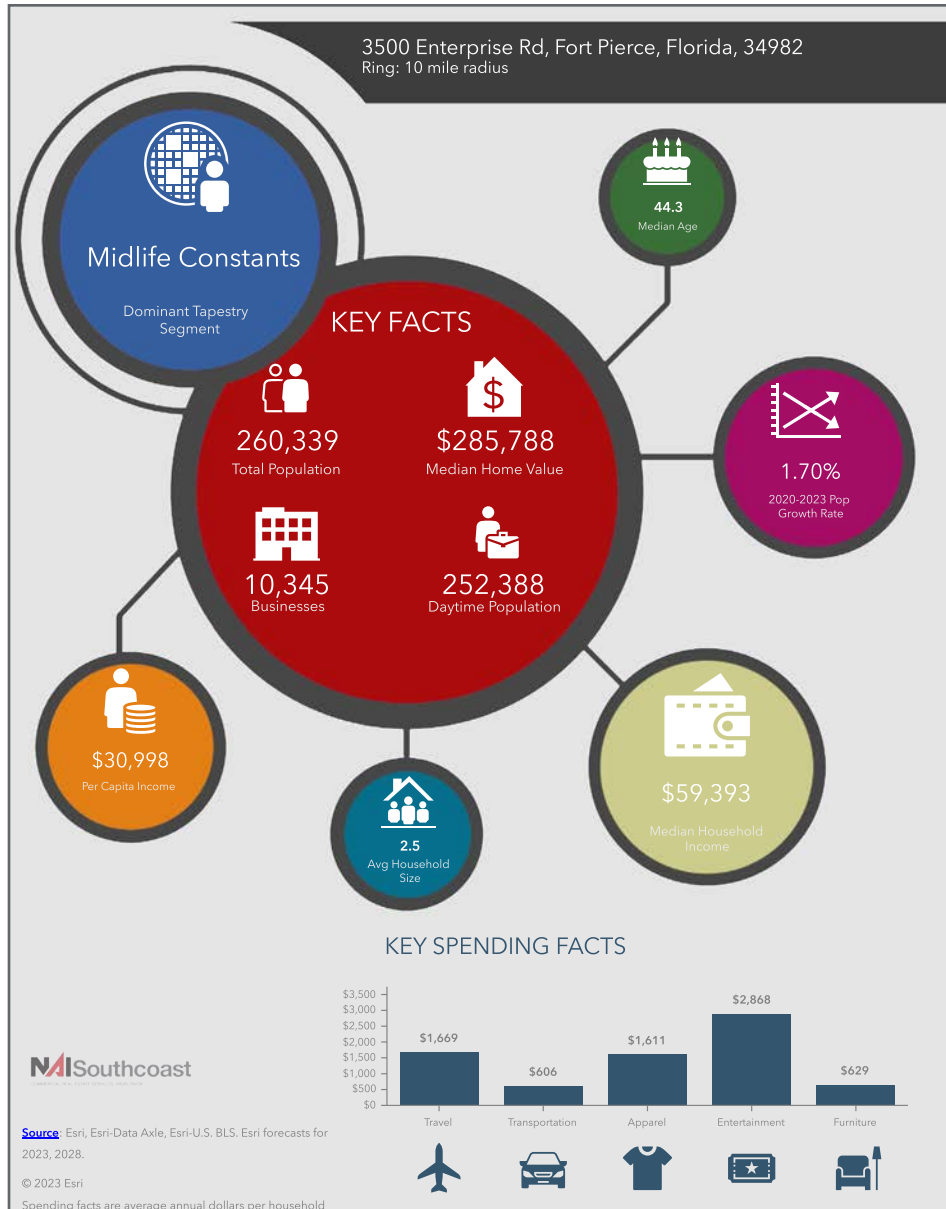 3500 Enterprise Rd, Fort Pierce, Florida, 34982
Ring: 10 mile radius
Midlife Constants
Dominant Tapestry
Segment
44.3
Median Age
KEY FACTS
260,339
Total Population
$285,788
Median Home Value
10,345
Businesses
252,388
Daytime Population
1.70%
2020-2023 Pop
Growth Rate
$30,998
Per Capita Income
2.5
Avg Household
Size
$59,393
Median Household
Income
KEY SPENDING FACTS
$3,500
$3,000
$2,500
$2,000
$1,500
$1,000
$500
$0
$1,669
$606
$1,611
$2,868
$629
Travel
Transportation
Apparel
Entertainment
Furniture
NAISouthcoast
Source: Esri, Esri-Data Axle, Esri-U.S. BLS. Esri forecasts for
2023, 2028.
© 2023 Esri
Spending facts are average annual dollars per household